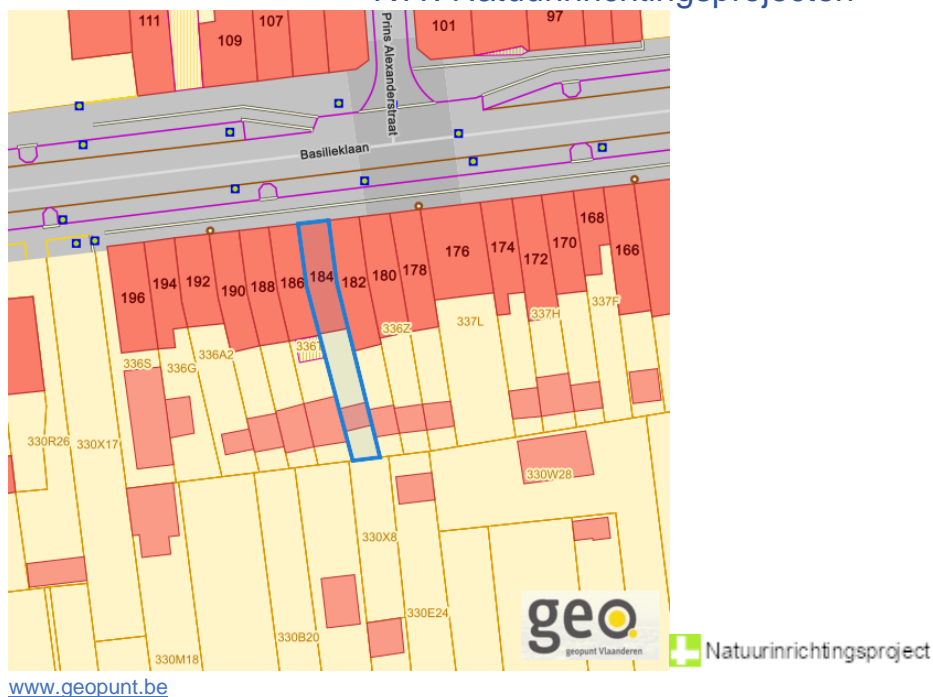 111
107
109
101
97
Prins Alexanderstraat
Basilieklaan
196
194
192
190
188
186
184
182
180
178
176
174
172
170
168
166
336S
336G
336A2
336Z
337L
337H
337F
330R26
330X17
330W28
330X8
330E24
330B20
330M18
geo.
geopunt Vlaanderen
Natuurinrichtingsproject
www.geopunt.be